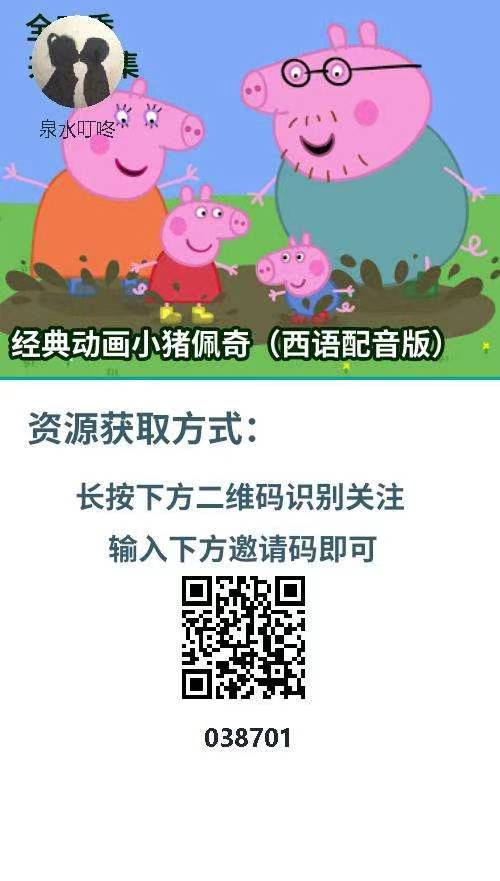 全
集
泉水叮咚
经典动画小猪佩奇（西语配音版）
资源获取方式：
长按下方二维码识别关注
输入下方邀请码即可
038701